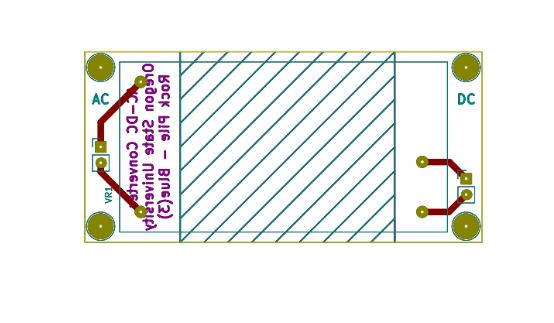 AC
DC
VR1
Oregon State University
Rock Pile - Blue(3)
AC-DC Converter